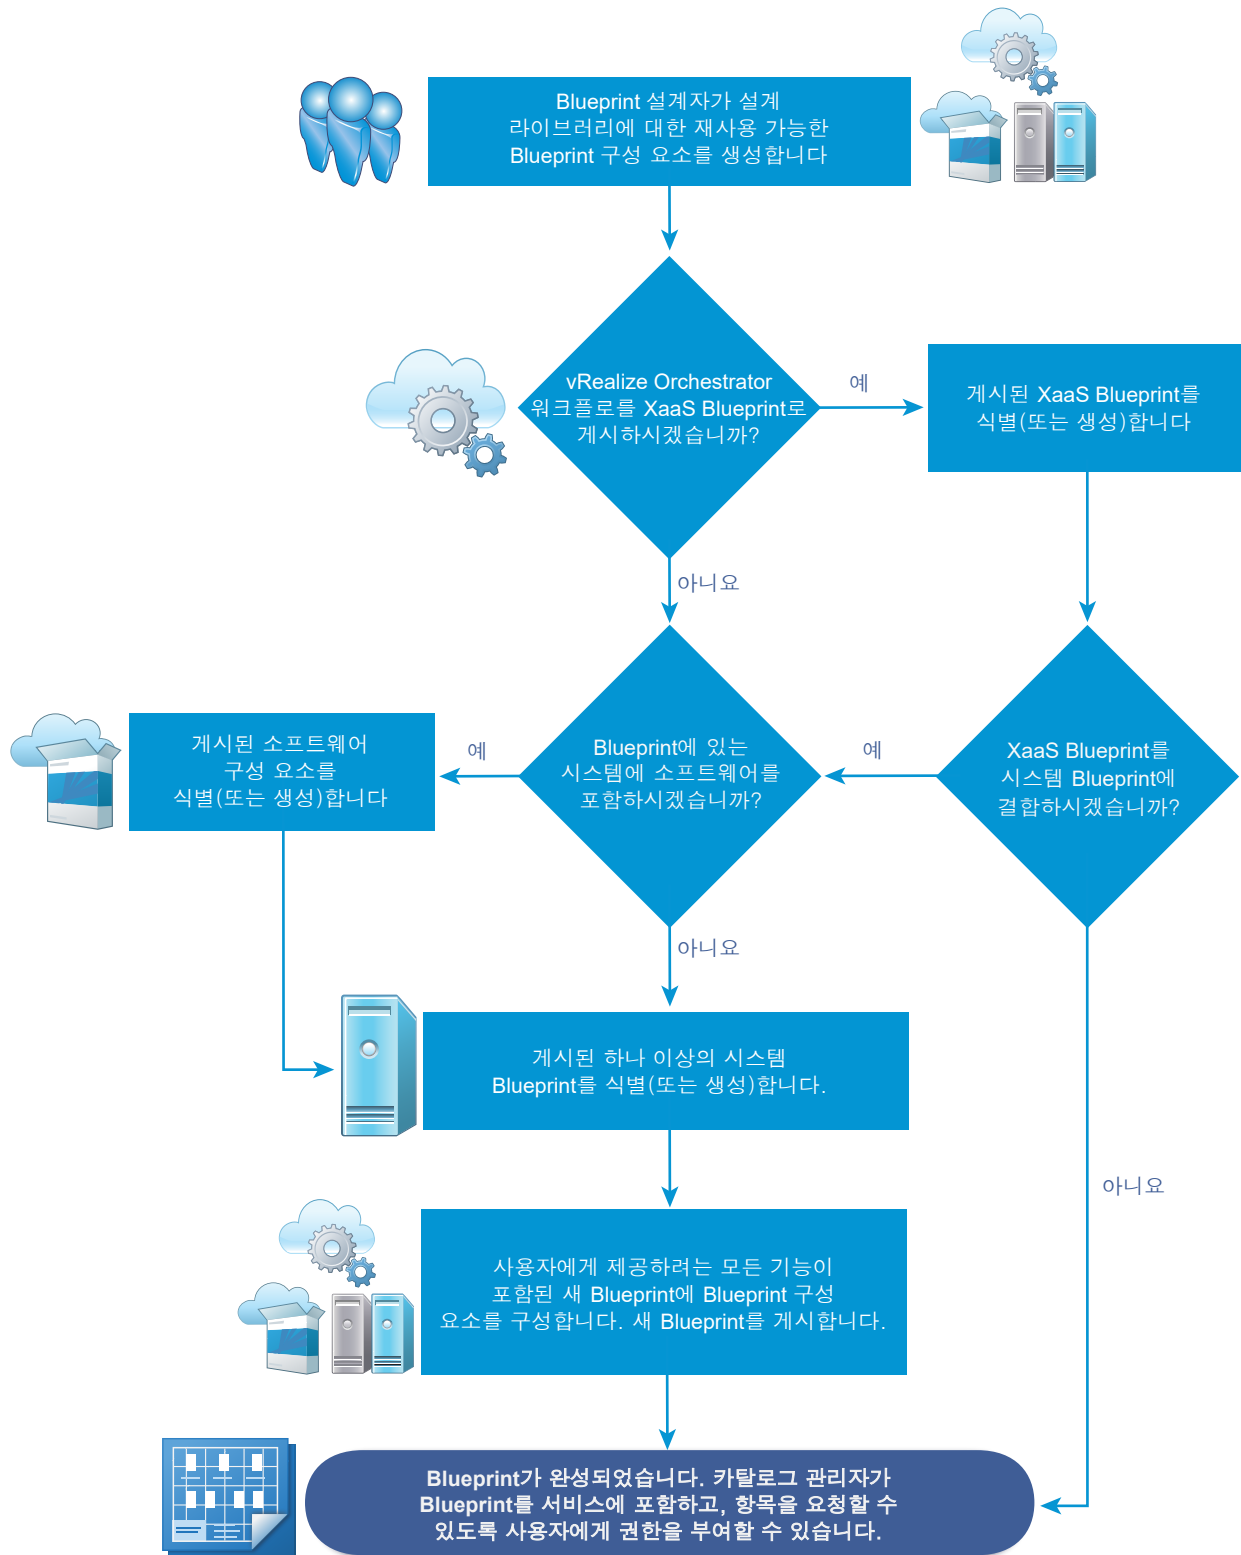 Blueprint 설계자가 설계
라이브러리에 대한 재사용 가능한
Blueprint 구성 요소를 생성합니다
vRealize Orchestrator
워크플로를 XaaS Blueprint로
게시하시겠습니까?
예
게시된 XaaS Blueprint를
식별(또는 생성)합니다
아니요
게시된 소프트웨어
구성 요소를
식별(또는 생성)합니다
예
Blueprint에 있는
시스템에 소프트웨어를
포함하시겠습니까?
예
XaaS Blueprint를
시스템 Blueprint에
결합하시겠습니까?
아니요
게시된 하나 이상의 시스템
Blueprint를 식별(또는 생성)합니다.
아니요
사용자에게 제공하려는 모든 기능이
포함된 새 Blueprint에 Blueprint 구성
요소를 구성합니다. 새 Blueprint를 게시합니다.
Blueprint가 완성되었습니다. 카탈로그 관리자가
Blueprint를 서비스에 포함하고, 항목을 요청할 수
있도록 사용자에게 권한을 부여할 수 있습니다.